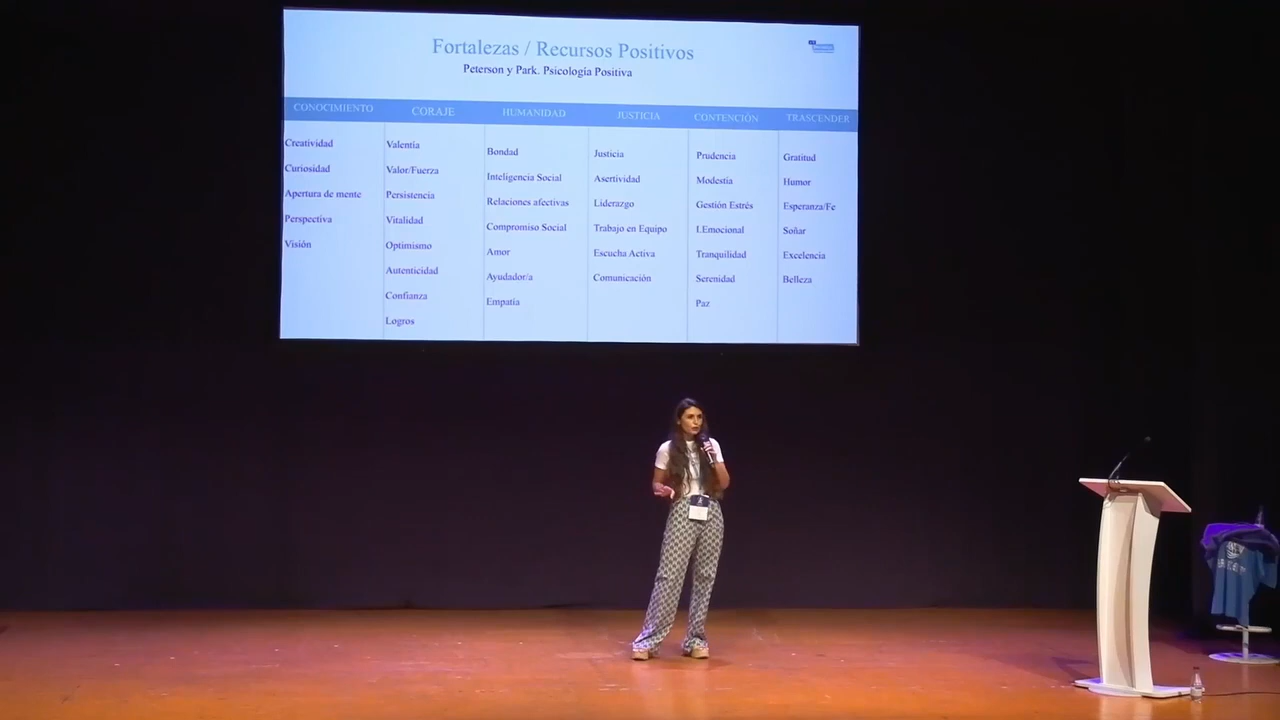 Fortalezas / Recursos Positivos
Peterson y Park. Psicología Positiva
CONOCIMIENTO
Creatividad
Curiosidad
Apertura de mente
Perspectiva
Visión
CORAJE
Valentía
Valor/Fuerza
Persistencia
Vitalidad
Optimismo
Autenticidad
Confianza
Logros
HUMANIDAD
Bondad
Inteligencia Social
Relaciones afectivas
Compromiso Social
Amor
Ayudador/a
Empatía
JUSTICIA
Justicia
Asertividad
Liderazgo
Trabajo en Equipo
Escucha Activa
Comunicación
CONTENCIÓN
Prudencia
Modestia
Gestión Estrés
I.Emocional
Tranquilidad
Serenidad
Paz
TRASCENDER
Gratitud
Humor
Esperanza/Fe
Soñar
Excelencia
Belleza